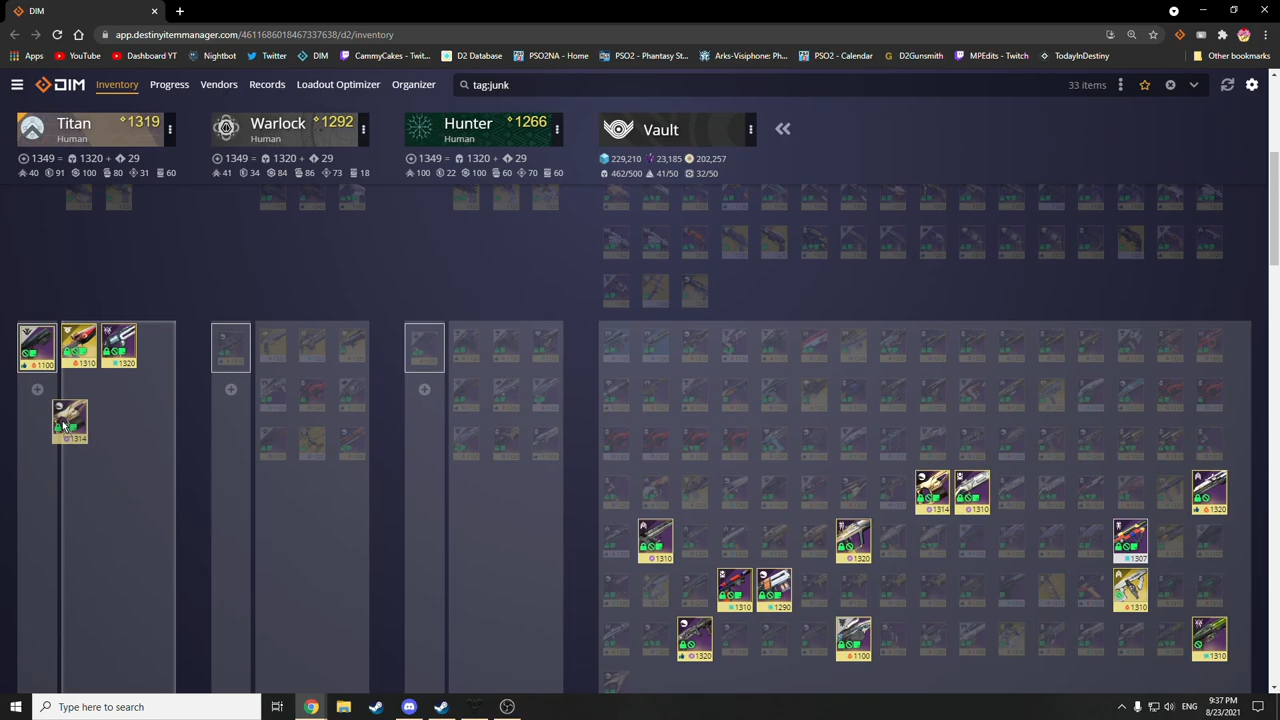 DIM
app.destinyitemmanager.com/4611686018467337638/d2/inventory
Apps YouTube Dashboard YT Nightbot Twitter DIM CammyCakes - Twit... D2 Database PSO2NA - Home PSO2 - Phantasy St... Arks-Visiphone: Ph... PSO2 - Calendar D2Gunsmith MPEdits - Twitch TodayInDestiny Other bookmarks
DIM Inventory Progress Vendors Records Loadout Optimizer Organizer tag:junk 33 items
Titan 1319 Warlock 1292 Hunter 1266 Vault
Human Human Human
1349 = 1320 + 29 1349 = 1320 + 29 1349 = 1320 + 29 229,210 23,185 202,257
40 91 100 80 31 60 41 34 84 86 73 18 100 22 100 60 70 60 462/500 41/50 32/50
1100 1310 1320
1314
1314 1310 1320
1310 1320 1307
1310 1290 1310
1320 1100 1310
Type here to search ENG 9:37 PM
8/23/2021